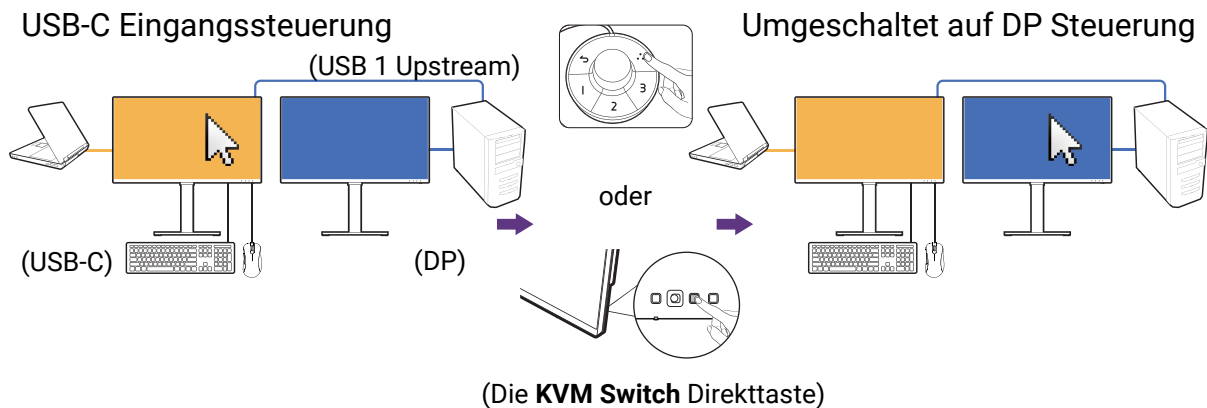 USB-C Eingangssteuerung
Umgeschaltet auf DP Steuerung
(USB 1 Upstream)
1
2
3
oder
(USB-C)
(DP)
(Die KVM Switch Direkttaste)